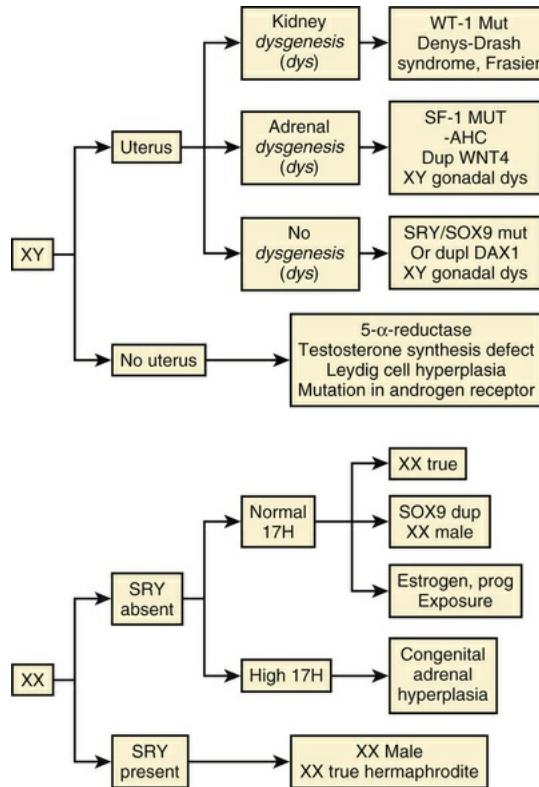 Kidney
dysgenesis
(dys)
WT-1 Mut
Denys-Drash
syndrome, Frasier
XY
Uterus
Adrenal
dysgenesis
(dys)
SF-1 MUT
-AHC
Dup WNT4
XY gonadal dys
No
dysgenesis
(dys)
SRY/SOX9 mut
Or dupl DAX1
XY gonadal dys
No uterus
5-α-reductase
Testosterone synthesis defect
Leydig cell hyperplasia
Mutation in androgen receptor
XX
SRY
absent
Normal
17H
XX true
SOX9 dup
XX male
Estrogen, prog
Exposure
High 17H
Congenital
adrenal
hyperplasia
SRY
present
XX Male
XX true hermaphrodite